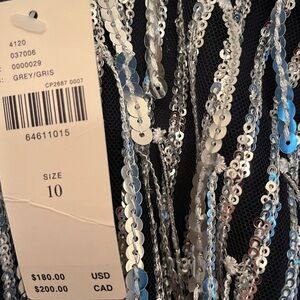 4120
037006
0000029
GREY/GRIS
CP2687 0007
64611015
SIZE
10
$180.00 USD
$200.00 CAD